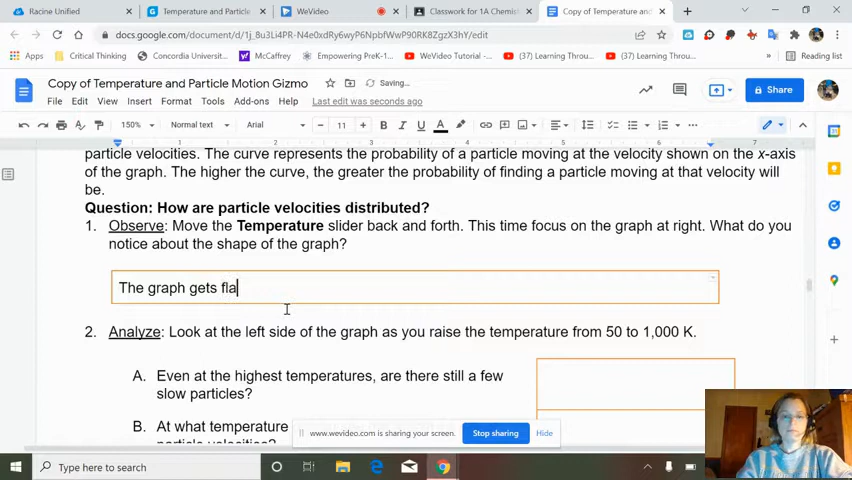 Racine Unified
Temperature and Particle
WeVideo
Classwork for 1A Chemis
Copy of Temperature and
docs.google.com/document/d/1j_8u3Li4PR-N4e0xdRy6wyP6NpbfWwP90RK8ZgxX3hY/edit
Apps
Critical Thinking
Concordia Universit...
McCaffrey
Empowering PreK-1...
WeVideo Tutorial for...
(37) Learning Throu...
(37) Learning Throu...
Reading list
Copy of Temperature and Particle Motion Gizmo
Saving...
File Edit View Insert Format Tools Add-ons Last edit was seconds ago
Share
150% Normal text Arial 11
particle velocities. The curve represents the probability of a particle moving at the velocity shown on the x-axis
of the graph. The higher the curve, the greater the probability of finding a particle moving at that velocity will
be.
Question: How are particle velocities distributed?
1. Observe: Move the Temperature slider back and forth. This time focus on the graph at right. What do you
notice about the shape of the graph?
The graph gets fla
2. Analyze: Look at the left side of the graph as you raise the temperature from 50 to 1,000 K.
A. Even at the highest temperatures, are there still a few
slow particles?
B. At what temperature
particle velocities?
www.wevideo.com is sharing your screen. Stop sharing Hide
Type here to search